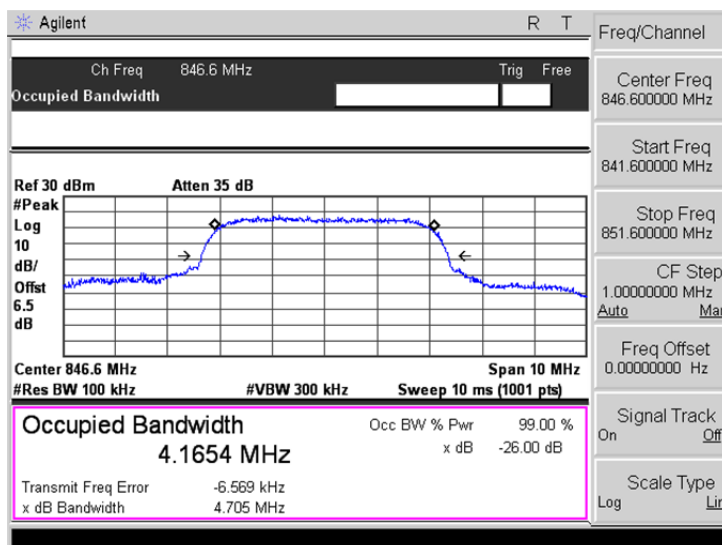 Agilent R T
Ch Freq 846.6 MHz Trig Free
Occupied Bandwidth
Ref 30 dBm Atten 35 dB
#Peak
Log
10
dB/
Offst
6.5
dB
Center 846.6 MHz Span 10 MHz
#Res BW 100 kHz #VBW 300 kHz Sweep 10 ms (1001 pts)
Occupied Bandwidth
4.1654 MHz
Occ BW % Pwr 99.00 %
x dB -26.00 dB
Transmit Freq Error -6.569 kHz
x dB Bandwidth 4.705 MHz
Freq/Channel
Center Freq
846.600000 MHz
Start Freq
841.600000 MHz
Stop Freq
851.600000 MHz
CF Step
1.00000000 MHz
Auto Man
Freq Offset
0.00000000 Hz
Signal Track
On Off
Scale Type
Log Lin